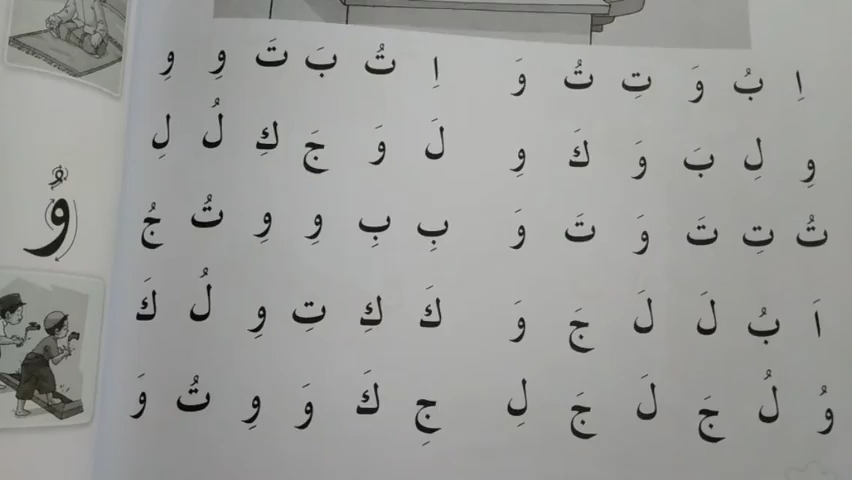 اِ بُ وَ تِ تُ وَ اِ تُ بَ تَ وِ وِ
وِ لِ بَ وَ كَ وِ لَ وَ جَ كِ لُ لِ
تُ تِ تَ وَ تَ وَ بِ بِ وِ وِ تُ جُ
اَ بُ لَ لَ جَ وَ كَ كِ تِ وِ لُ كَ
وُ لُ جَ لَ جَ لِ جِ كَ وَ وِ تُ وَ
وُ